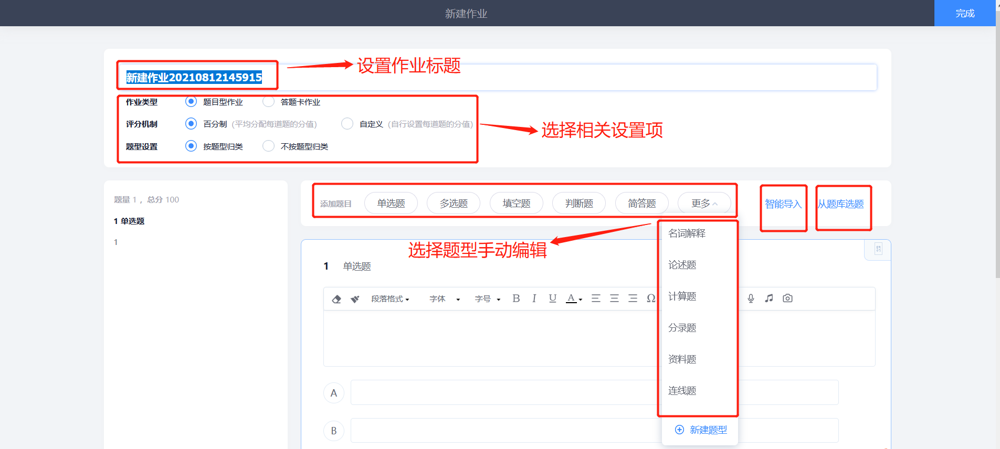 新建作业
完成
新建作业20210812145915
设置作业标题
作业类型 题目型作业 答题卡作业
评分机制 百分制 (平均分配每道题的分值) 自定义 (自行设置每道题的分值)
选择相关设置项
题型设置 按题型归类 不按题型归类
题量 1 ，总分 100
1 单选题
1
添加题目 单选题 多选题 填空题 判断题 简答题 更多
智能导入 从题库选题
选择题型手动编辑
名词解释
论述题
计算题
分录题
资料题
连线题
新建题型
1 单选题
段落格式 字体 字号 B I U A Ω
A
B